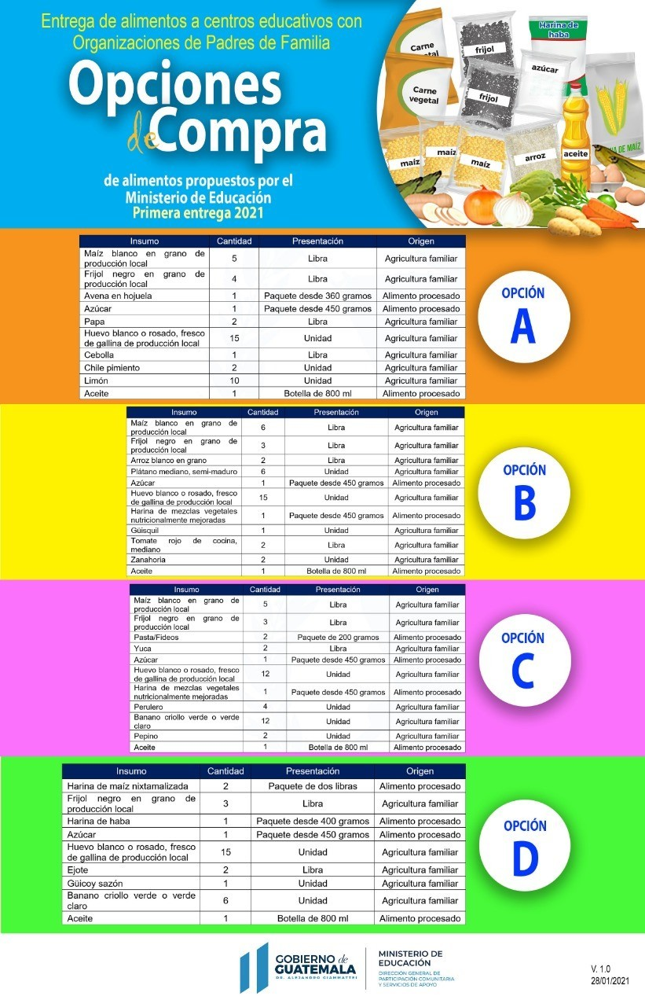 Entrega de alimentos a centros educativos con
Organizaciones de Padres de Familia
Opciones
de Compra
de alimentos propuestos por el
Ministerio de Educación
Primera entrega 2021
Carne
Carne
vegetal
frijol
frijol
Harina de
haba
azúcar
maiz
maiz
maíz
arroz
aceite
DE MAÍZ
Insumo Cantidad Presentación Origen
Maíz blanco en grano de
producción local 5 Libra Agricultura familiar
Frijol negro en grano de
producción local 4 Libra Agricultura familiar
Avena en hojuela 1 Paquete desde 360 gramos Alimento procesado
Azúcar 1 Paquete desde 450 gramos Alimento procesado
Papa 2 Libra Agricultura familiar
Huevo blanco o rosado, fresco
de gallina de producción local 15 Unidad Agricultura familiar
Cebolla 1 Libra Agricultura familiar
Chile pimiento 2 Unidad Agricultura familiar
Limón 10 Unidad Agricultura familiar
Aceite 1 Botella de 800 ml Alimento procesado
OPCIÓN
A
Insumo Cantidad Presentación Origen
Maíz blanco en grano de
producción local 6 Libra Agricultura familiar
Frijol negro en grano de
producción local 3 Libra Agricultura familiar
Arroz blanco en grano 2 Libra Agricultura familiar
Plátano mediano, semi-maduro 6 Unidad Agricultura familiar
Azúcar 1 Paquete desde 450 gramos Alimento procesado
Huevo blanco o rosado, fresco
de gallina de producción local 15 Unidad Agricultura familiar
Harina de mezclas vegetales
nutricionalmente mejoradas 1 Paquete desde 450 gramos Alimento procesado
Güisquil 1 Unidad Agricultura familiar
Tomate rojo de cocina,
mediano 2 Libra Agricultura familiar
Zanahoria 2 Unidad Agricultura familiar
Aceite 1 Botella de 800 ml Alimento procesado
OPCIÓN
B
Insumo Cantidad Presentación Origen
Maíz blanco en grano de
producción local 5 Libra Agricultura familiar
Frijol negro en grano de
producción local 3 Libra Agricultura familiar
Pasta/Fideos 2 Paquete de 200 gramos Alimento procesado
Yuca 2 Libra Agricultura familiar
Azúcar 1 Paquete desde 450 gramos Alimento procesado
Huevo blanco o rosado, fresco
de gallina de producción local 12 Unidad Agricultura familiar
Harina de mezclas vegetales
nutricionalmente mejoradas 1 Paquete desde 450 gramos Alimento procesado
Perulero 4 Unidad Agricultura familiar
Banano criollo verde o verde
claro 12 Unidad Agricultura familiar
Pepino 2 Unidad Agricultura familiar
Aceite 1 Botella de 800 ml Alimento procesado
OPCIÓN
C
Insumo Cantidad Presentación Origen
Harina de maíz nixtamalizada 2 Paquete de dos libras Alimento procesado
Frijol negro en grano de
producción local 3 Libra Agricultura familiar
Harina de haba 1 Paquete desde 400 gramos Alimento procesado
Azúcar 1 Paquete desde 450 gramos Alimento procesado
Huevo blanco o rosado, fresco
de gallina de producción local 15 Unidad Agricultura familiar
Ejote 2 Libra Agricultura familiar
Güicoy sazón 1 Unidad Agricultura familiar
Banano criollo verde o verde
claro 6 Unidad Agricultura familiar
Aceite 1 Botella de 800 ml Alimento procesado
OPCIÓN
D
GOBIERNO de
GUATEMALA
DR. ALEJANDRO GIAMMATTEI
MINISTERIO DE
EDUCACIÓN
DIRECCIÓN GENERAL DE
PARTICIPACIÓN COMUNITARIA
Y SERVICIOS DE APOYO
V. 1.0
28/01/2021